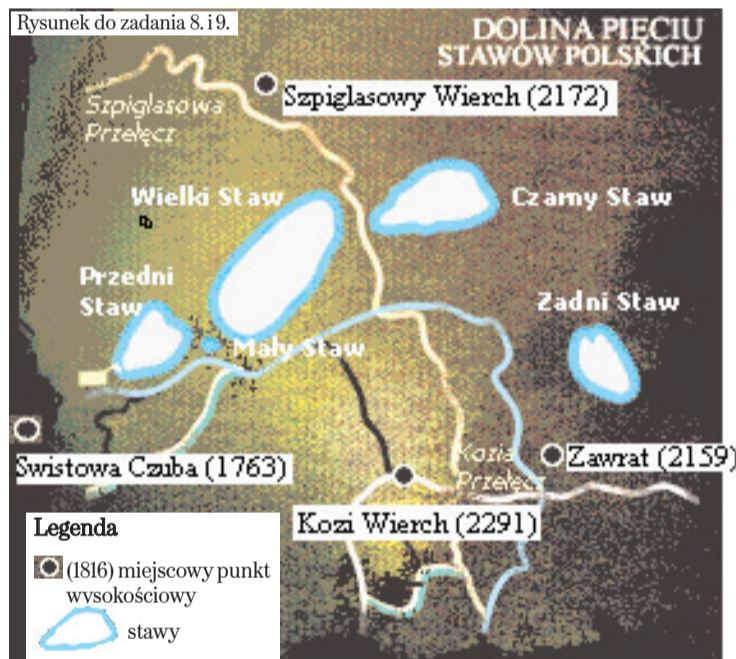 Rysunek do zadania 8. i 9.
DOLINA PIĘCIU
STAWÓW POLSKICH
Szpiglasowy Wierch (2172)
Szpiglasowa
Przełęcz
Wielki Staw
Czarny Staw
Przedni
Staw
Zadni Staw
Mały Staw
Swistowa Czuba (1763)
Kozia
Przełęcz
Zawrat (2159)
Kozi Wierch (2291)
Legenda
(1816) miejscowy punkt
wysokościowy
stawy